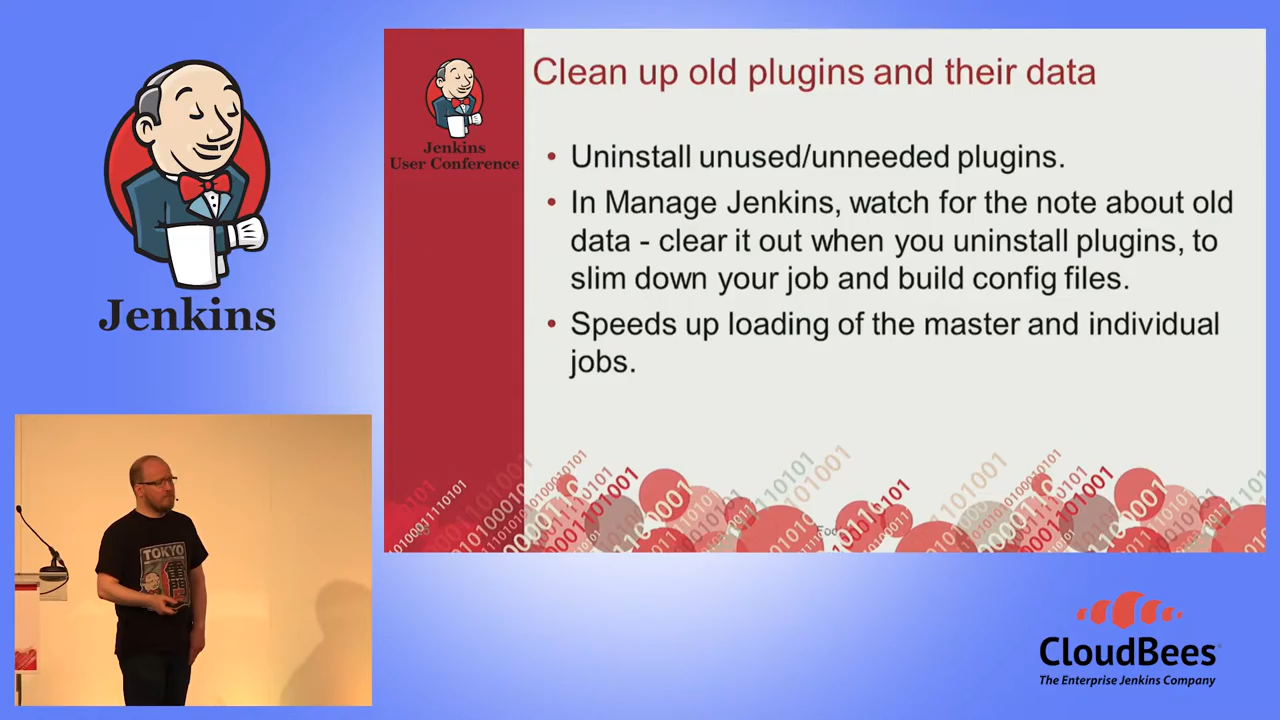 Jenkins
Jenkins
User Conference
Clean up old plugins and their data
• Uninstall unused/unneeded plugins.
• In Manage Jenkins, watch for the note about old
data - clear it out when you uninstall plugins, to
slim down your job and build config files.
• Speeds up loading of the master and individual
jobs.
TOKYO
CloudBees
The Enterprise Jenkins Company